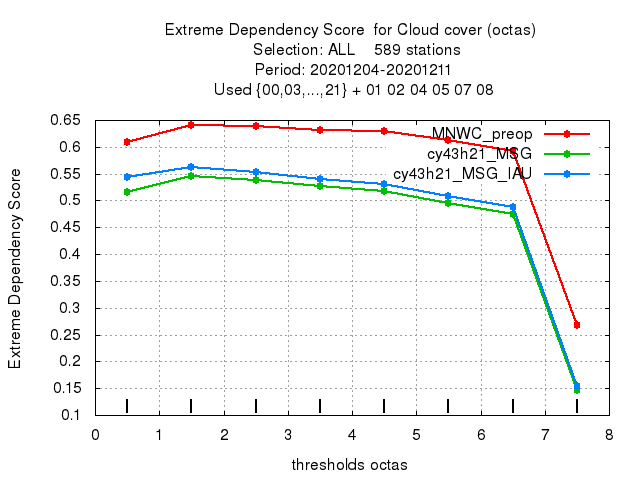 Extreme Dependency Score  for Cloud cover (octas)
Selection: ALL    589 stations
Period: 20201204-20201211
Used {00,03,...,21} + 01 02 04 05 07 08
0.65
0.6
0.55
0.5
0.45
0.4
0.35
0.3
0.25
0.2
0.15
0.1
Extreme Dependency Score
MNWC_preop
cy43h21_MSG
cy43h21_MSG_IAU
0 1 2 3 4 5 6 7 8
thresholds octas